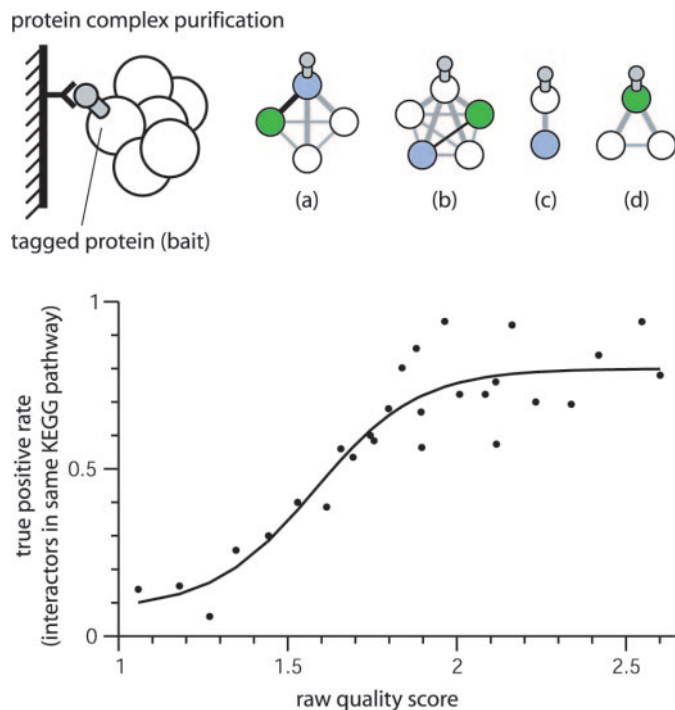 protein complex purification
(a)
(b)
(c)
(d)
tagged protein (bait)
true positive rate
(interactors in same KEGG pathway)
1
0.5
0
1
1.5
2
2.5
raw quality score